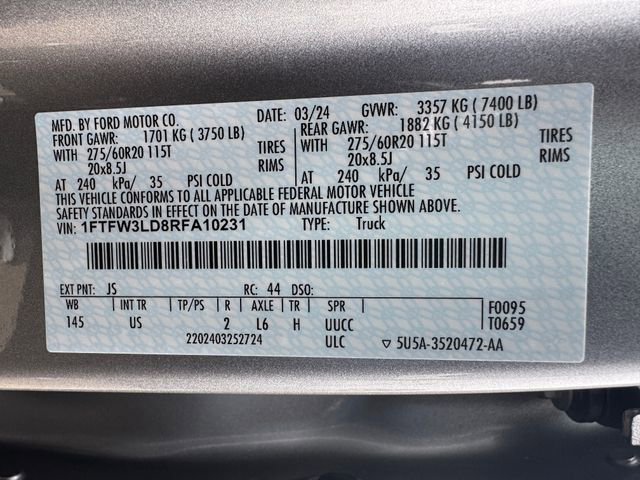 MFD. BY FORD MOTOR CO. DATE: 03/24 GVWR: 3357 KG ( 7400 LB)
FRONT GAWR: 1701 KG ( 3750 LB) REAR GAWR: 1882 KG ( 4150 LB)
WITH 275/60R20 115T TIRES WITH 275/60R20 115T TIRES
20x8.5J RIMS 20x8.5J RIMS
AT 240 kPa/ 35 PSI COLD AT 240 kPa/ 35 PSI COLD
THIS VEHICLE CONFORMS TO ALL APPLICABLE FEDERAL MOTOR VEHICLE
SAFETY STANDARDS IN EFFECT ON THE DATE OF MANUFACTURE SHOWN ABOVE.
VIN: 1FTFW3LD8RFA10231 TYPE: Truck
EXT PNT: JS RC: 44 DSO:
WB INT TR TP/PS R AXLE TR SPR F0095
145 US 2 L6 H UUCC T0659
2202403252724 ULC ▽ 5U5A-3520472-AA